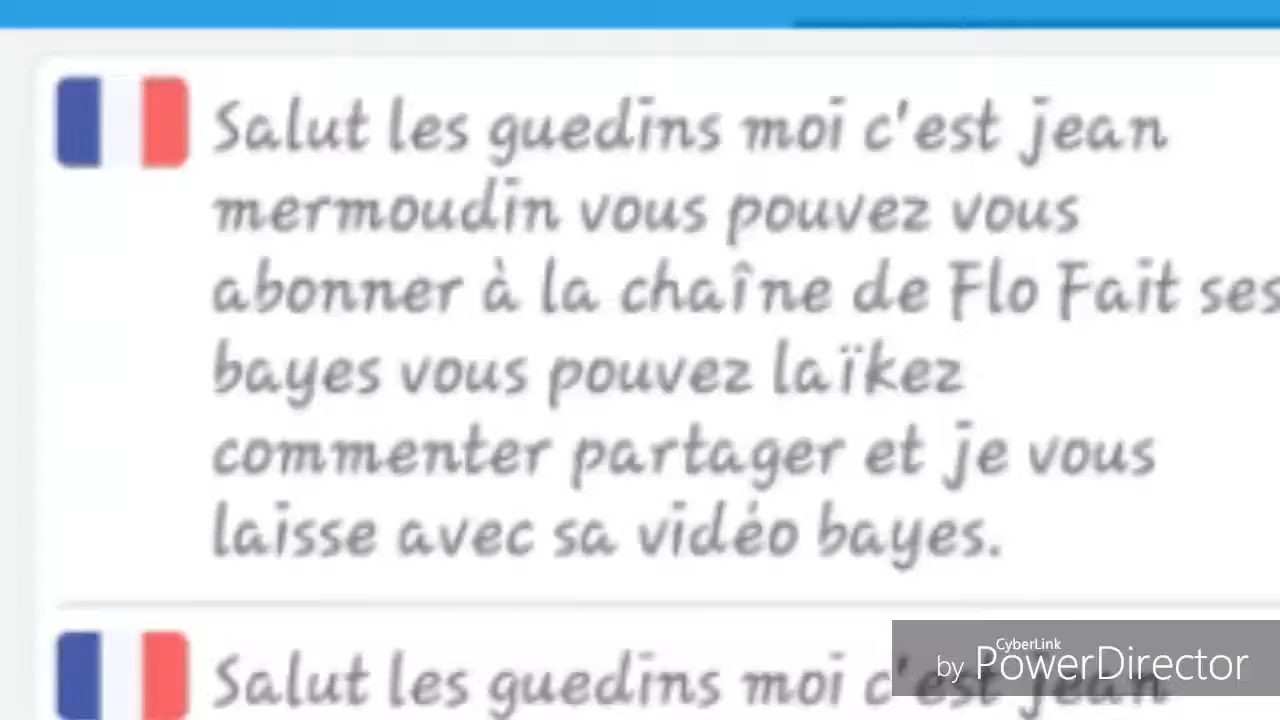 Salut les guedins moi c'est jean
mermoudin vous pouvez vous
abonner à la chaîne de Flo Fait ses
bayes vous pouvez laïkez
commenter partager et je vous
laisse avec sa vidéo bayes.
Salut les guedins moi c'est jean
CyberLink
by PowerDirector